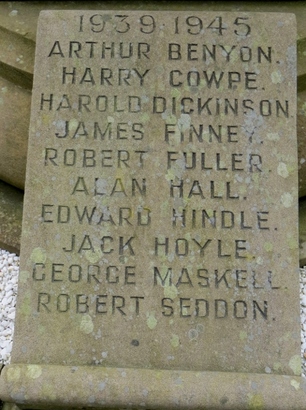 1939-1945
ARTHUR BENYON.
HARRY COWPE.
HAROLD DICKINSON
JAMES FINNEY.
ROBERT FULLER.
ALAN HALL.
EDWARD HINDLE.
JACK HOYLE.
GEORGE MASKELL.
ROBERT SEDDON.